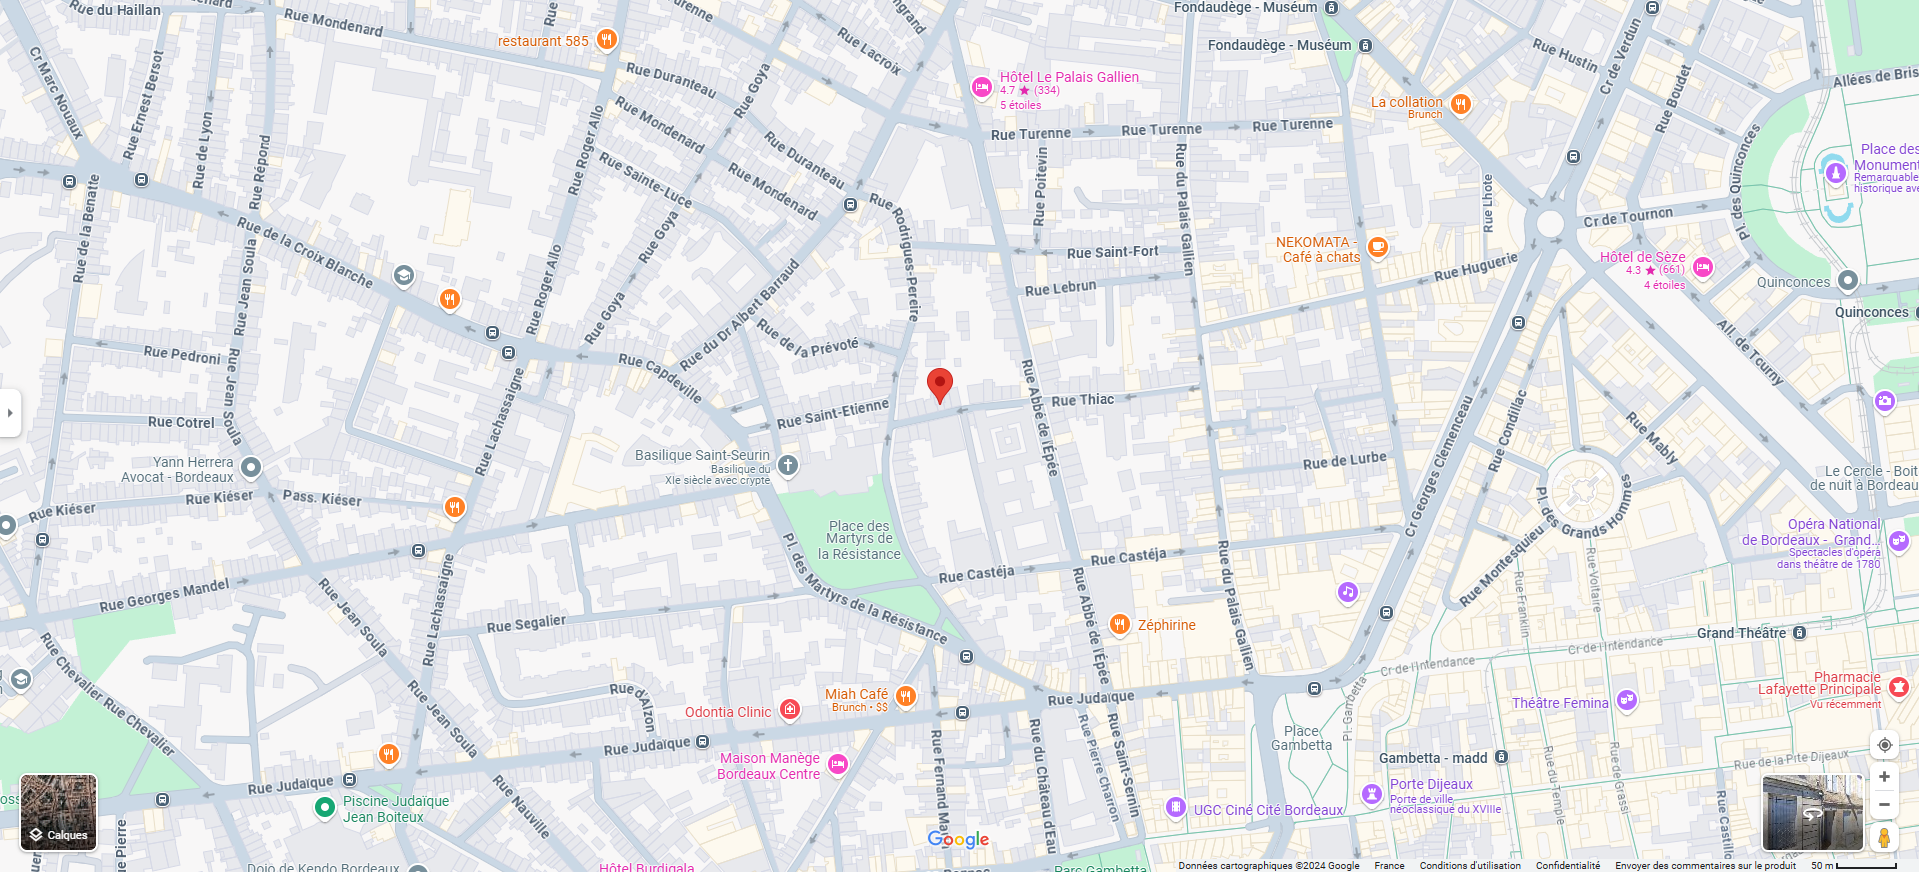 Rue du Haillan
Rue Mondenard
restaurant 585
Rue Lacroix
Fondaudège - Muséum
Fondaudège - Muséum
Rue Hustin
Cr de Verdun
Rue Boudet
Allées de Bris
Cr Marc Nouaux
Rue Ernest Bersot
Rue de Lyon
Rue Répond
Rue Duranteau
Rue Goya
Hôtel Le Palais Gallien
4.7 ★ (334)
5 étoiles
La collation
Brunch
Rue Mondenard
Rue Roger Allo
Rue Turenne
Rue Turenne
Rue Turenne
Rue Sainte-Luce
Rue Mondenard
Rue Duranteau
Rue Poitevin
Rue du Palais Gallien
Rue Lhote
Pl. des Quinconces
Place des
Monument
Remarquable
historique ave
Rue de la Benatte
Rue Jean Soula
Rue de la Croix Blanche
Rue Goya
Rue Rodrigues-Pereire
Rue Saint-Fort
NEKOMATA -
Café à chats
Cr de Tournon
Rue Huguerie
Hôtel de Sèze
4.3 ★ (661)
4 étoiles
Quinconces
Quinconces
Rue Roger Allo
Rue Goya
Rue du Dr Albert Barraud
Rue Lebrun
Rue Pedroni
Rue Jean Soula
Rue Capdeville
Rue de la Prévoté
All. de Tourny
Rue Lachassaigne
Rue Saint-Etienne
Rue Abbé de l'Épée
Rue Thiac
Rue Cotrel
Cr Georges Clemenceau
Rue Condillac
Rue Mably
Yann Herrera
Avocat - Bordeaux
Basilique Saint-Seurin
Basilique du
XIe siècle avec crypte
Rue de Lurbe
Le Cercle - Boit
de nuit à Bordeau
Rue Kiéser
Rue Kiéser
Pass. Kiéser
Pl. des Grands Hommes
Place des
Martyrs de
la Résistance
Opéra National
de Bordeaux - Grand...
Spectacles d'opéra
dans théâtre de 1780
Rue Georges Mandel
Rue Lachassaigne
Pl. des Martyrs de la Résistance
Rue Castéja
Rue Castéja
Rue du Palais Gallien
Rue Montesquieu
Rue Voltaire
Rue Franklin
Rue Jean Soula
Rue Segalier
Rue Abbé de l'Épée
Zéphirine
Grand Théâtre
Cr de l'Intendance
Cr de l'Intendance
Rue Chevalier
Rue Chevalier
Rue Jean Soula
Rue d'Alzon
Miah Café
Brunch • $$
Odontia Clinic
Rue Judaïque
Théâtre Femina
Pharmacie
Lafayette Principale
Vu récemment
Place
Gambetta
Pl. Gambetta
Rue Judaïque
Maison Manège
Bordeaux Centre
Rue Fernand Ma
Rue du Château d'Eau
Rue Pierre Charron
Rue Saint-Sernin
Gambetta - madd
Rue de la Pite Dijeaux
Rue du Temple
Rue de Grassi
Rue Judaïque
Rue Nauville
Piscine Judaïque
Jean Boiteux
Porte Dijeaux
Porte de ville
néoclassique du XVIIIe
UGC Ciné Cité Bordeaux
Calques
Google
Dojo de Kendo Bordeaux
Hôtel Burdigala
Parc Gambetta
Données cartographiques ©2024 Google
France
Conditions d'utilisation
Confidentialité
Envoyer des commentaires sur le produit
50 m